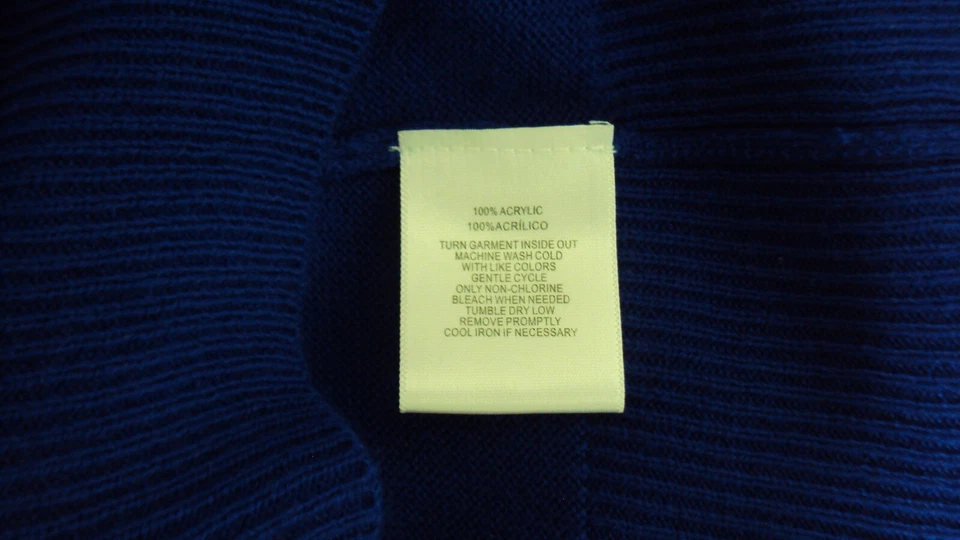 100% ACRYLIC
100%ACRÍLICO
TURN GARMENT INSIDE OUT
MACHINE WASH COLD
WITH LIKE COLORS
GENTLE CYCLE
ONLY NON-CHLORINE
BLEACH WHEN NEEDED
TUMBLE DRY LOW
REMOVE PROMPTLY
COOL IRON IF NECESSARY